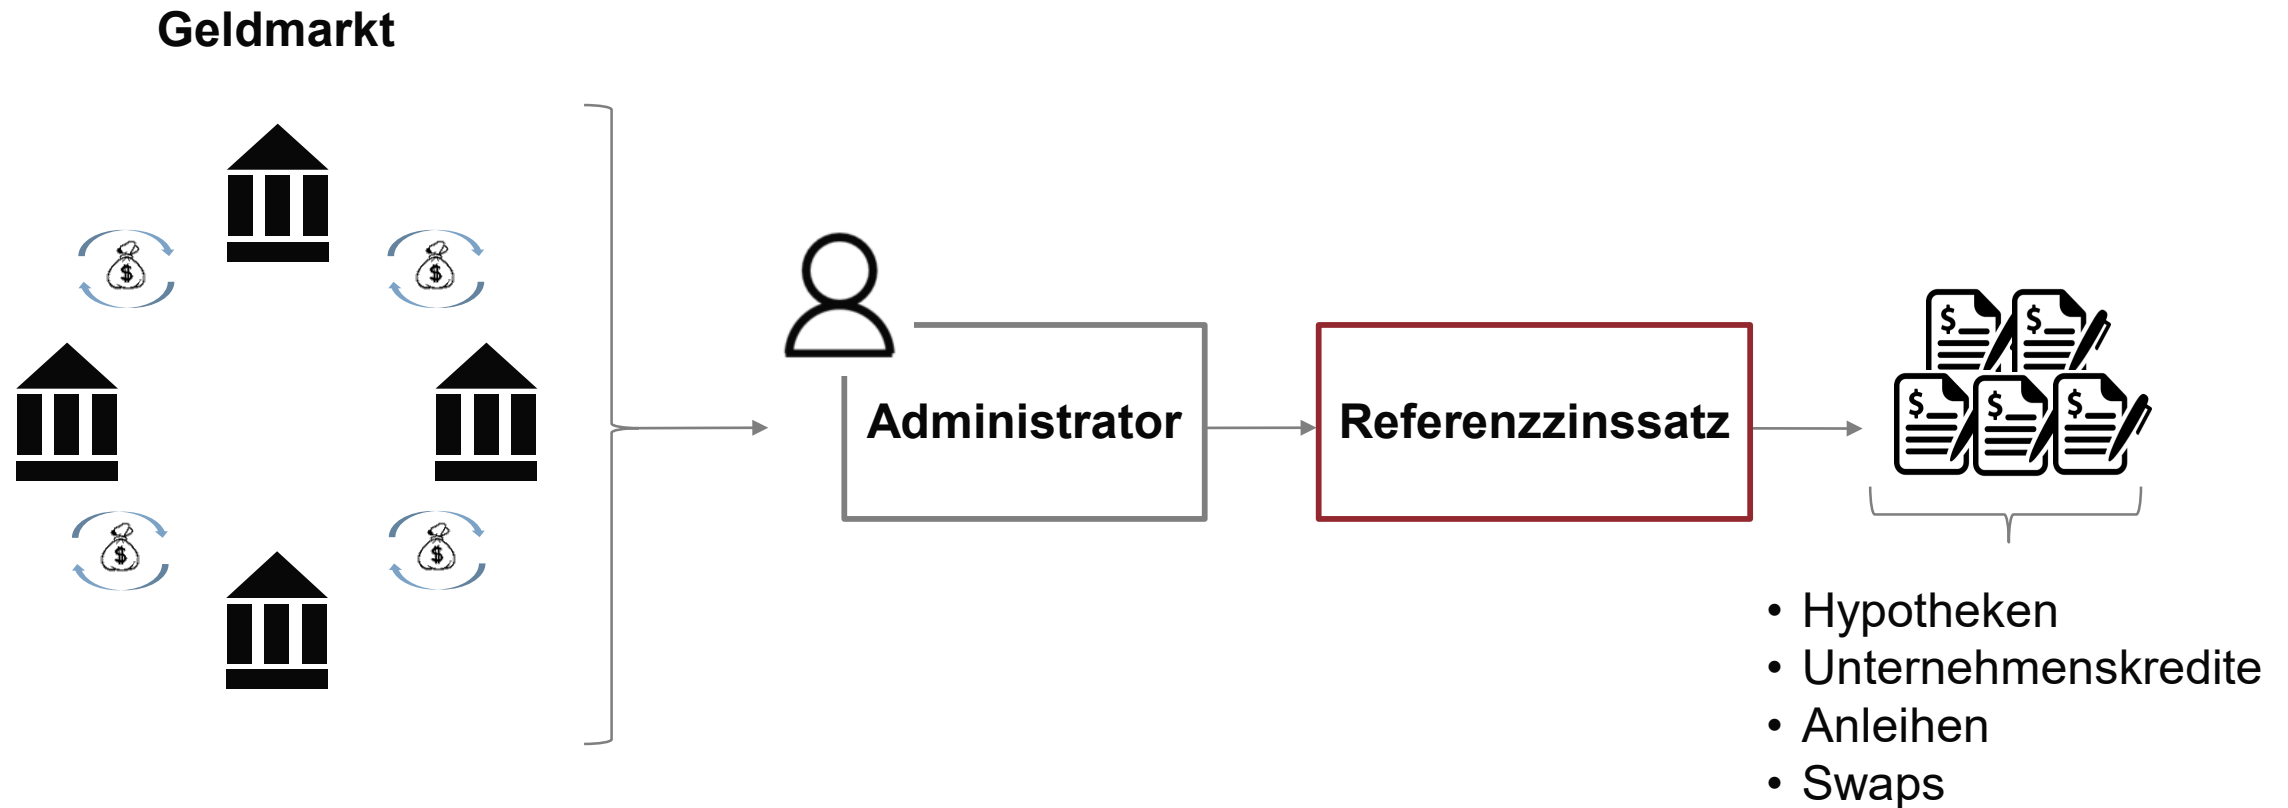 Geldmarkt
$ $
$ $
Administrator
Referenzzinssatz
$ $
$ $ $
• Hypotheken
• Unternehmenskredite
• Anleihen
• Swaps